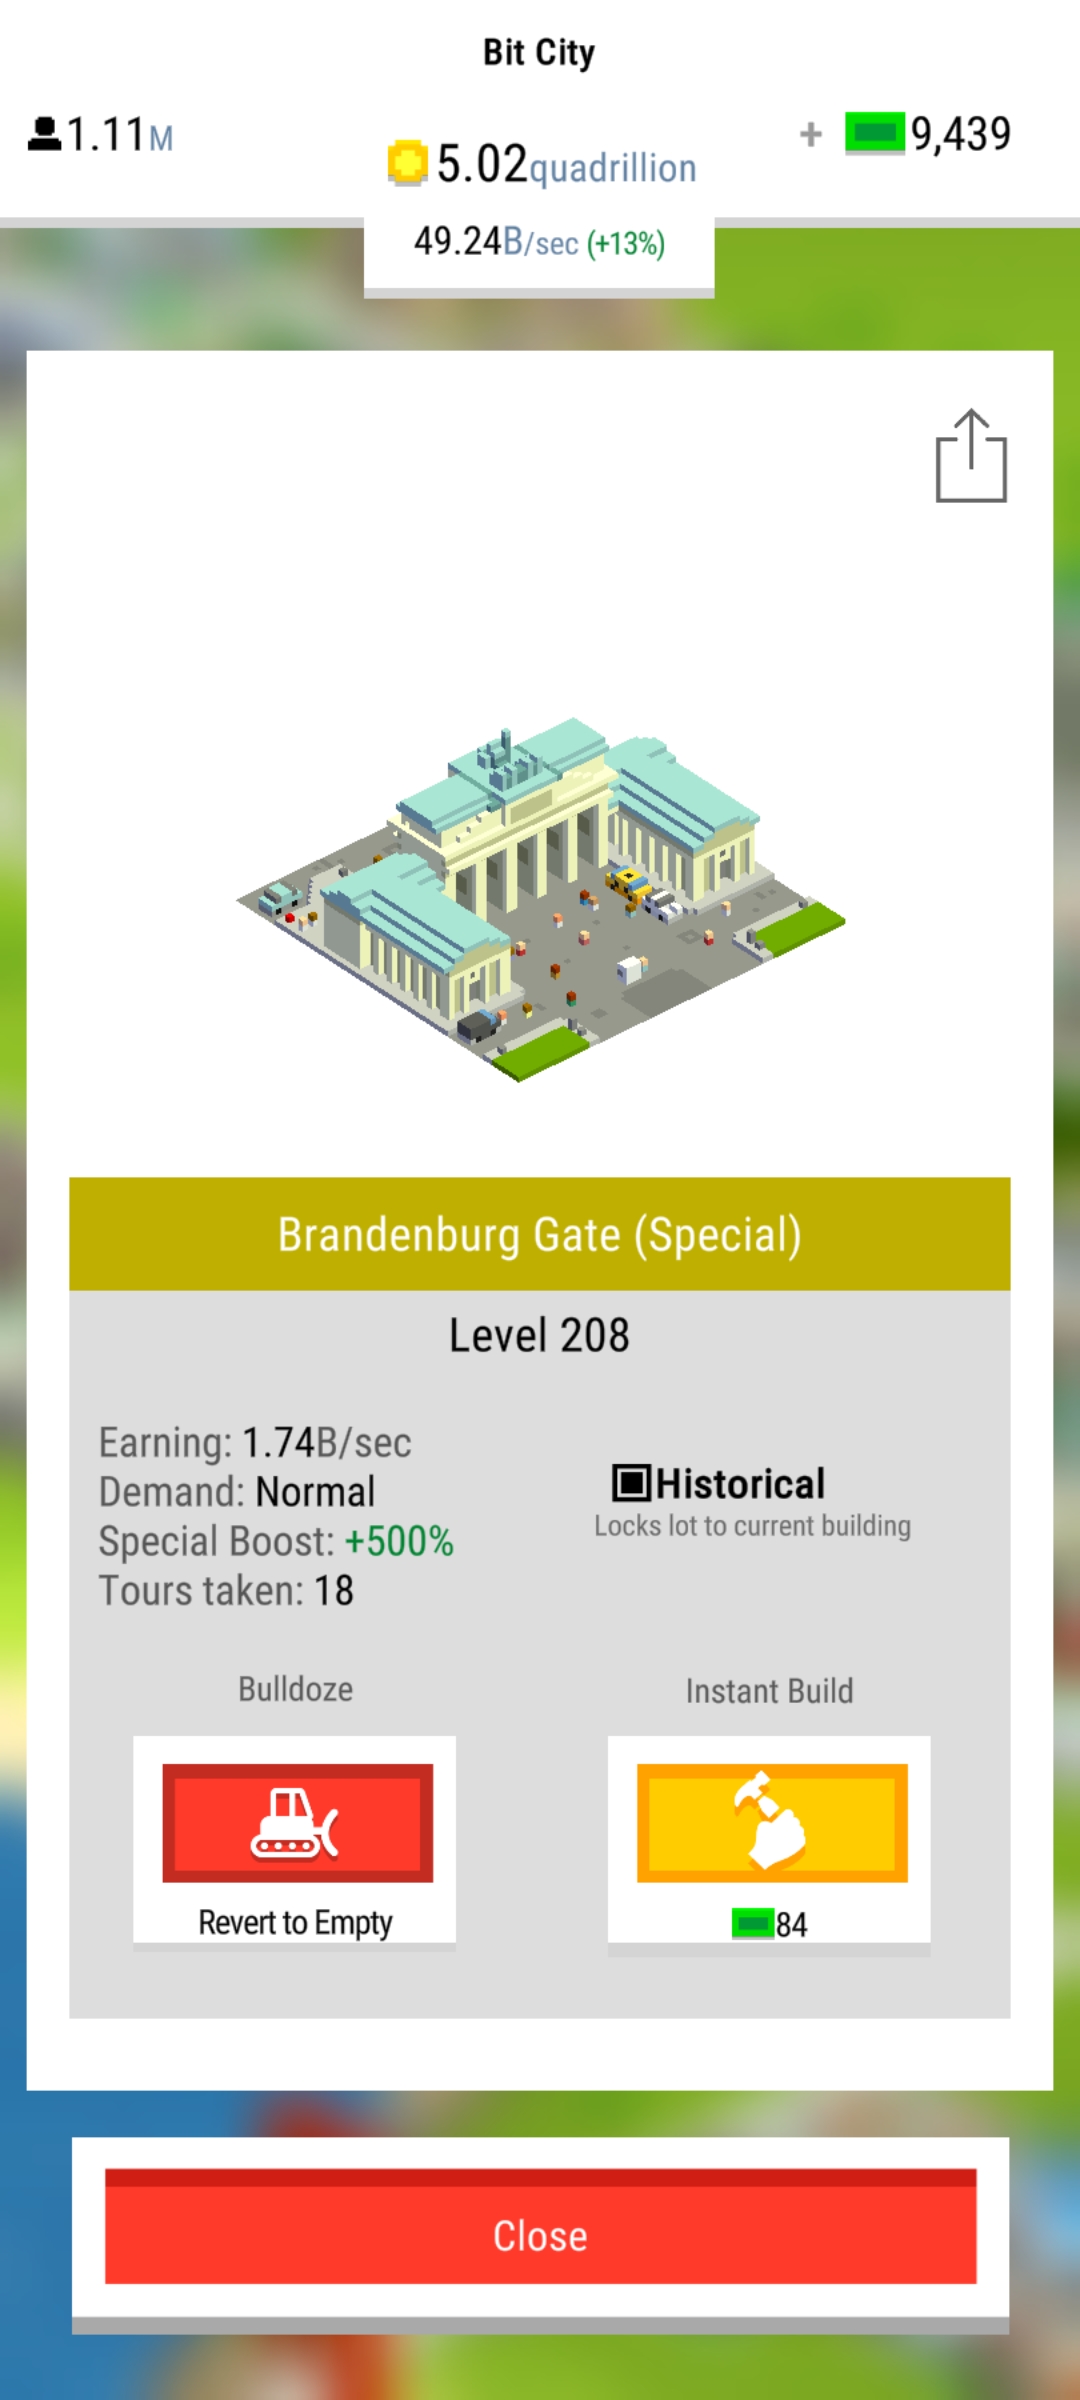 Bit City
1.11M
5.02quadrillion
+ 9,439
49.24B/sec (+13%)
Brandenburg Gate (Special)
Level 208
Earning: 1.74B/sec
Demand: Normal
Special Boost: +500%
Tours taken: 18
Historical
Locks lot to current building
Bulldoze
Revert to Empty
Instant Build
84
Close